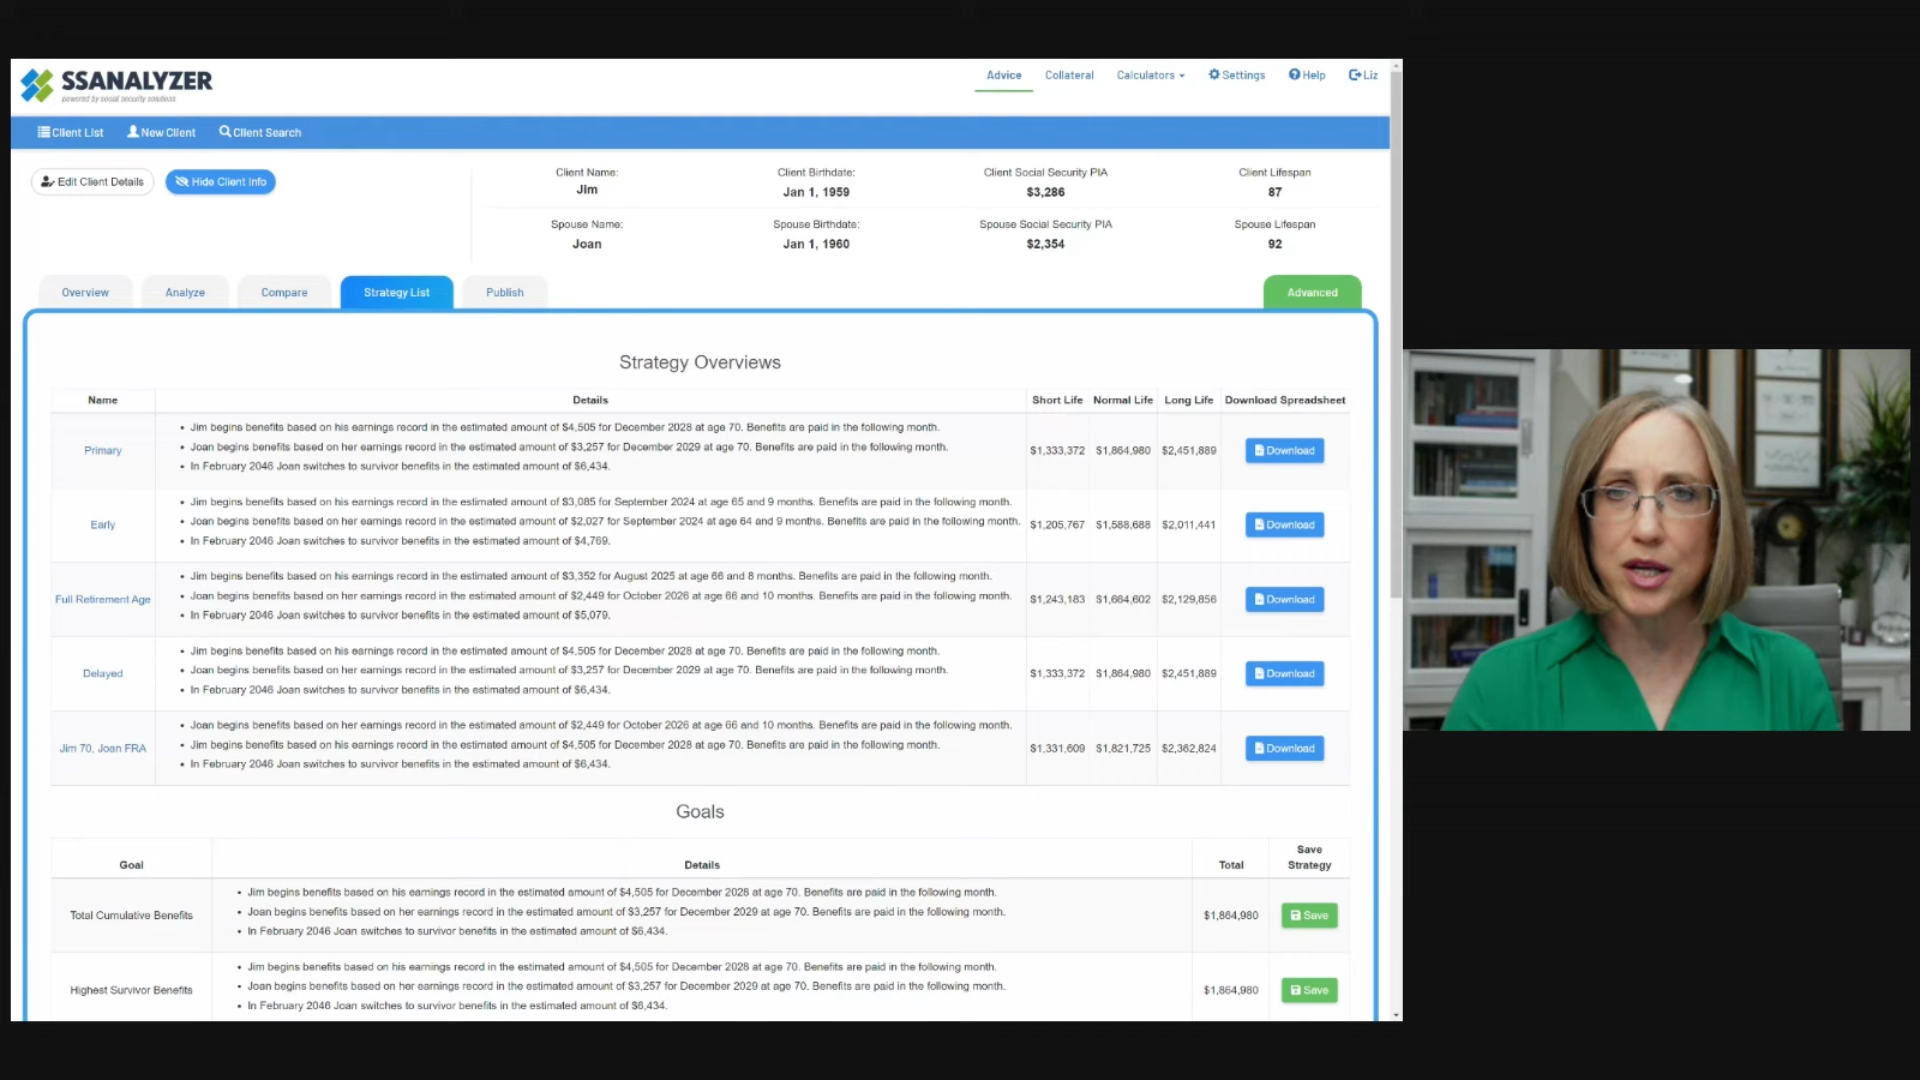 SSANALYZER
powered by social security solutions
Advice
Collateral
Calculators
Settings
Help
Liz
Client List
New Client
Client Search
Edit Client Details
Hide Client Info
Client Name:
Jim
Client Birthdate:
Jan 1, 1959
Client Social Security PIA
$3,286
Client Lifespan
87
Spouse Name:
Joan
Spouse Birthdate:
Jan 1, 1960
Spouse Social Security PIA
$2,354
Spouse Lifespan
92
Overview
Analyze
Compare
Strategy List
Publish
Advanced
Strategy Overviews
Name Details Short Life Normal Life Long Life Download Spreadsheet
Primary
• Jim begins benefits based on his earnings record in the estimated amount of $4,505 for December 2028 at age 70. Benefits are paid in the following month.
• Joan begins benefits based on her earnings record in the estimated amount of $3,257 for December 2029 at age 70. Benefits are paid in the following month.
• In February 2046 Joan switches to survivor benefits in the estimated amount of $6,434.
$1,333,372 $1,864,980 $2,451,889 Download
Early
• Jim begins benefits based on his earnings record in the estimated amount of $3,085 for September 2024 at age 65 and 9 months. Benefits are paid in the following month.
• Joan begins benefits based on her earnings record in the estimated amount of $2,027 for September 2024 at age 64 and 9 months. Benefits are paid in the following month.
• In February 2046 Joan switches to survivor benefits in the estimated amount of $4,769.
$1,205,767 $1,588,688 $2,011,441 Download
Full Retirement Age
• Jim begins benefits based on his earnings record in the estimated amount of $3,352 for August 2025 at age 66 and 8 months. Benefits are paid in the following month.
• Joan begins benefits based on her earnings record in the estimated amount of $2,449 for October 2026 at age 66 and 10 months. Benefits are paid in the following month.
• In February 2046 Joan switches to survivor benefits in the estimated amount of $5,079.
$1,243,183 $1,664,602 $2,129,856 Download
Delayed
• Jim begins benefits based on his earnings record in the estimated amount of $4,505 for December 2028 at age 70. Benefits are paid in the following month.
• Joan begins benefits based on her earnings record in the estimated amount of $3,257 for December 2029 at age 70. Benefits are paid in the following month.
• In February 2046 Joan switches to survivor benefits in the estimated amount of $6,434.
$1,333,372 $1,864,980 $2,451,889 Download
Jim 70, Joan FRA
• Joan begins benefits based on her earnings record in the estimated amount of $2,449 for October 2026 at age 66 and 10 months. Benefits are paid in the following month.
• Jim begins benefits based on his earnings record in the estimated amount of $4,505 for December 2028 at age 70. Benefits are paid in the following month.
• In February 2046 Joan switches to survivor benefits in the estimated amount of $6,434.
$1,331,609 $1,821,725 $2,362,824 Download
Goals
Goal Details Total Save Strategy
Total Cumulative Benefits
• Jim begins benefits based on his earnings record in the estimated amount of $4,505 for December 2028 at age 70. Benefits are paid in the following month.
• Joan begins benefits based on her earnings record in the estimated amount of $3,257 for December 2029 at age 70. Benefits are paid in the following month.
• In February 2046 Joan switches to survivor benefits in the estimated amount of $6,434.
$1,864,980 Save
Highest Survivor Benefits
• Jim begins benefits based on his earnings record in the estimated amount of $4,505 for December 2028 at age 70. Benefits are paid in the following month.
• Joan begins benefits based on her earnings record in the estimated amount of $3,257 for December 2029 at age 70. Benefits are paid in the following month.
• In February 2046 Joan switches to survivor benefits in the estimated amount of $6,434.
$1,864,980 Save